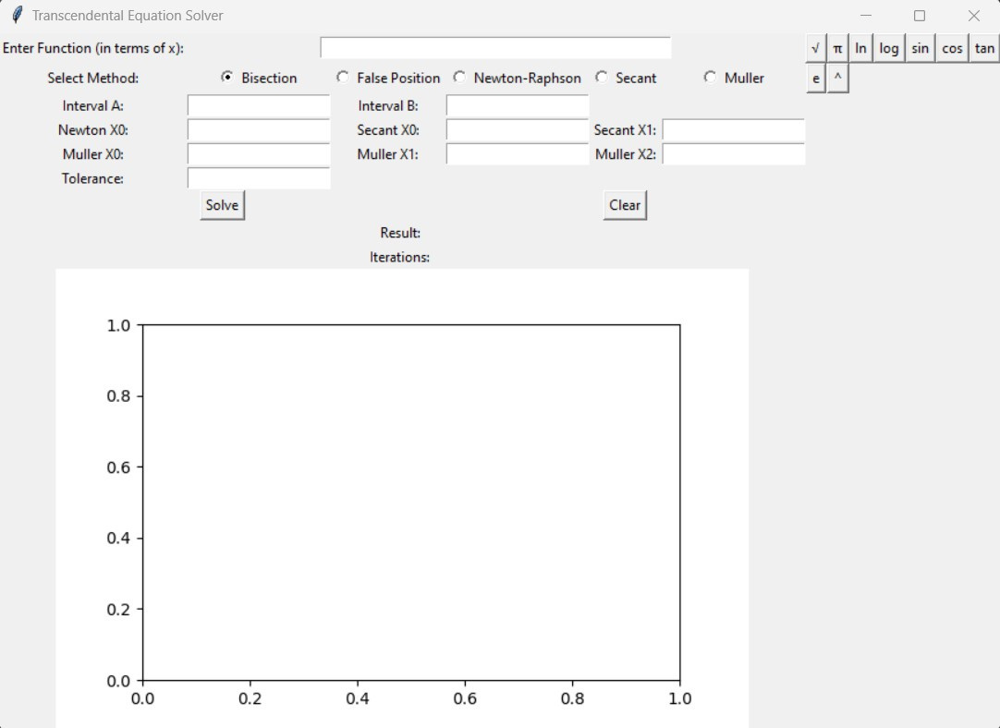 Transcendental Equation Solver
Enter Function (in terms of x): √ π ln log sin cos tan
Select Method: Bisection False Position Newton-Raphson Secant Muller e ^
Interval A: Interval B:
Newton X0: Secant X0: Secant X1:
Muller X0: Muller X1: Muller X2:
Tolerance:
Solve Clear
Result:
Iterations:
1.0
0.8
0.6
0.4
0.2
0.0
0.0 0.2 0.4 0.6 0.8 1.0